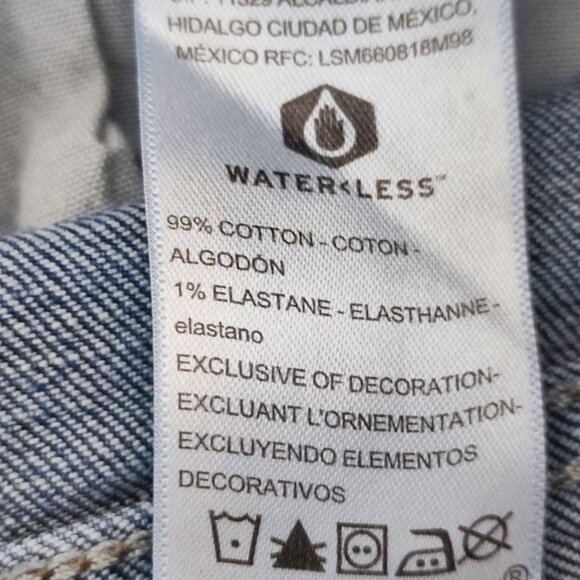 HIDALGO CIUDAD DE MÉXICO,
MÉXICO RFC: LSM660818M98
WATER<LESS™
99% COTTON - COTON -
ALGODÓN
1% ELASTANE - ELASTHANNE -
elastano
EXCLUSIVE OF DECORATION-
EXCLUANT L'ORNEMENTATION-
EXCLUYENDO ELEMENTOS
DECORATIVOS
®